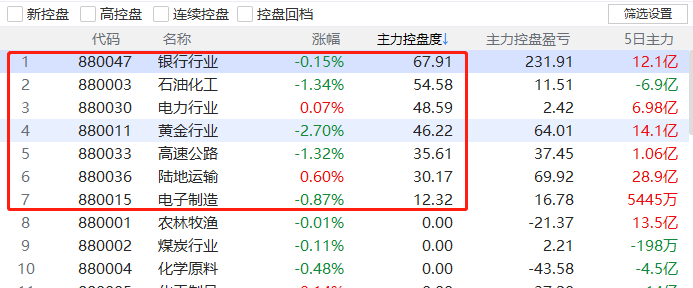 新控盘 高控盘 连续控盘 控盘回档 筛选设置
代码 名称 涨幅 主力控盘度↓ 主力控盘盈亏 5日主力
1 880047 银行行业 -0.15% 67.91 231.91 12.1亿
2 880003 石油化工 -1.34% 54.58 11.51 -6.9亿
3 880030 电力行业 0.07% 48.59 2.42 6.98亿
4 880011 黄金行业 -2.70% 46.22 64.01 14.1亿
5 880033 高速公路 -1.32% 35.61 37.45 1.06亿
6 880036 陆地运输 0.60% 30.17 69.92 28.9亿
7 880015 电子制造 -0.87% 12.32 16.78 5445万
8 880001 农林牧渔 -0.01% 0.00 -21.37 13.5亿
9 880002 煤炭行业 -0.11% 0.00 2.21 -198万
10 880004 化学原料 -0.48% 0.00 -43.58 -4.5亿